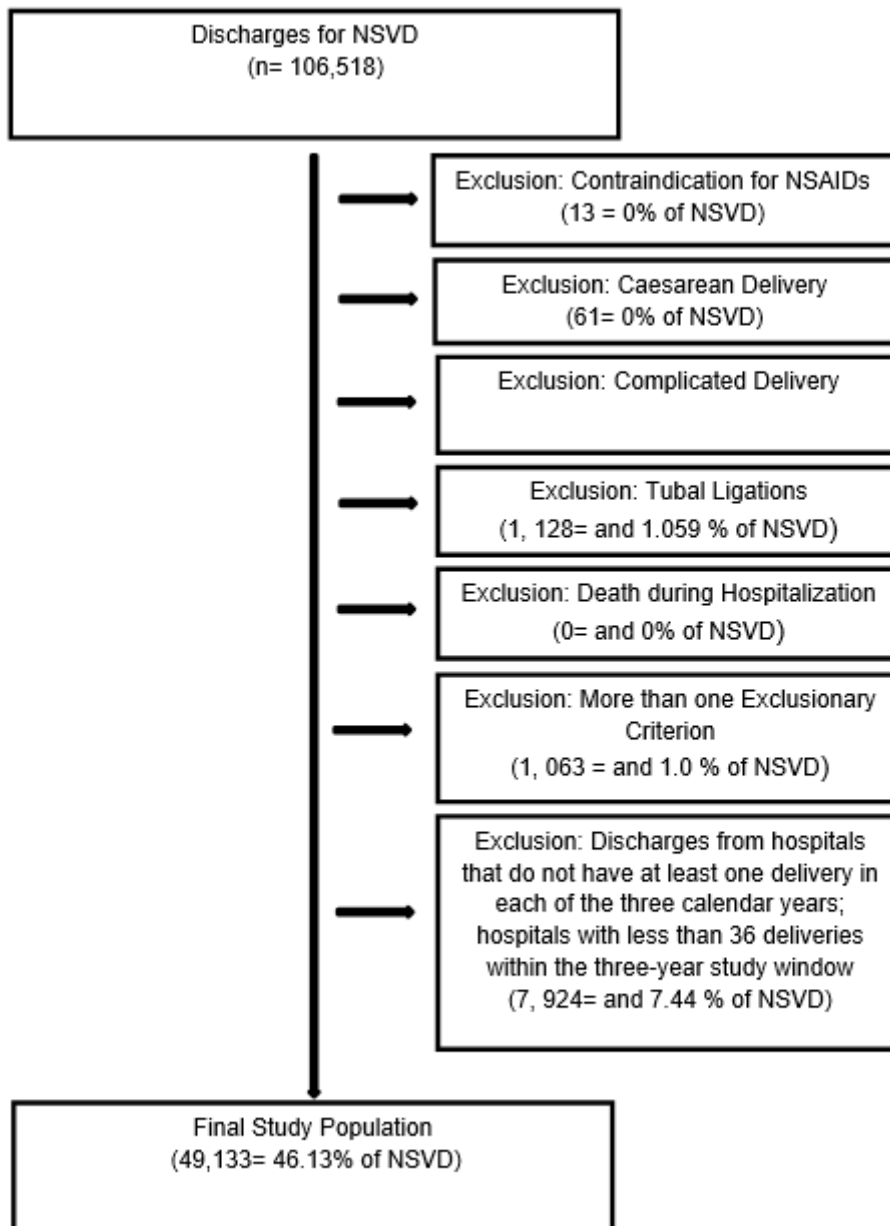 Discharges for NSVD
(n= 106,518)
Exclusion: Contraindication for NSAIDs
(13 = 0% of NSVD)
Exclusion: Caesarean Delivery
(61= 0% of NSVD)
Exclusion: Complicated Delivery
Exclusion: Tubal Ligations
(1, 128= and 1.059 % of NSVD)
Exclusion: Death during Hospitalization
(0= and 0% of NSVD)
Exclusion: More than one Exclusionary
Criterion
(1, 063 = and 1.0 % of NSVD)
Exclusion: Discharges from hospitals
that do not have at least one delivery in
each of the three calendar years;
hospitals with less than 36 deliveries
within the three-year study window
(7, 924= and 7.44 % of NSVD)
Final Study Population
(49,133= 46.13% of NSVD)